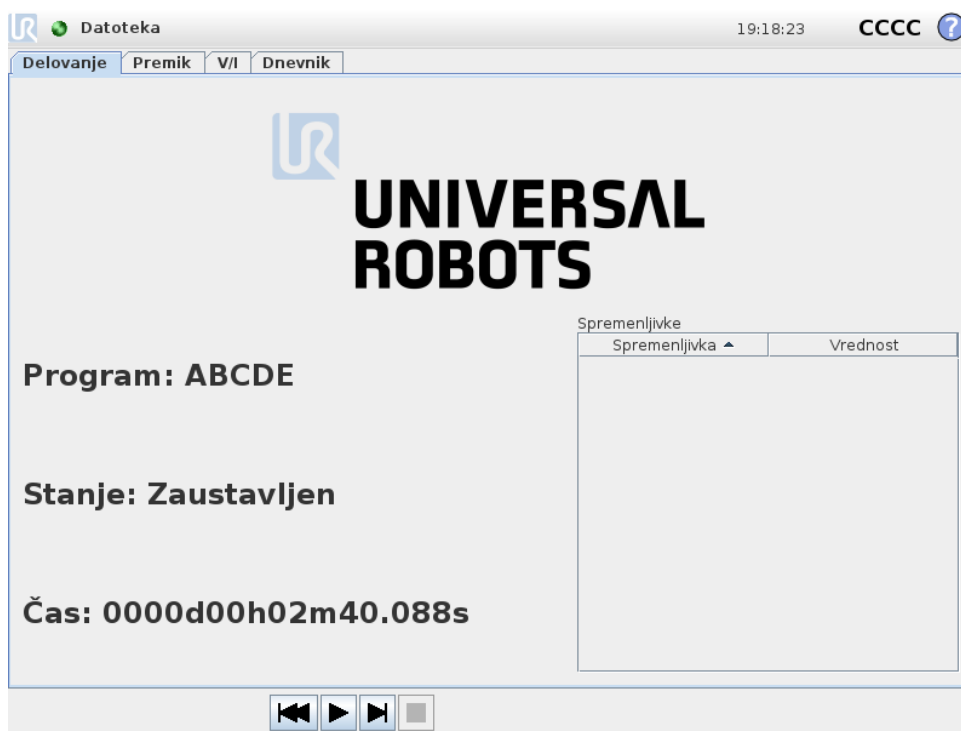 Datoteka 19:18:23 CCCC ?
Delovanje Premik V/I Dnevnik
UR
UNIVERSAL
ROBOTS
Spremenljivke
Spremenljivka Vrednost
Program: ABCDE
Stanje: Zaustavljen
Čas: 0000d00h02m40.088s